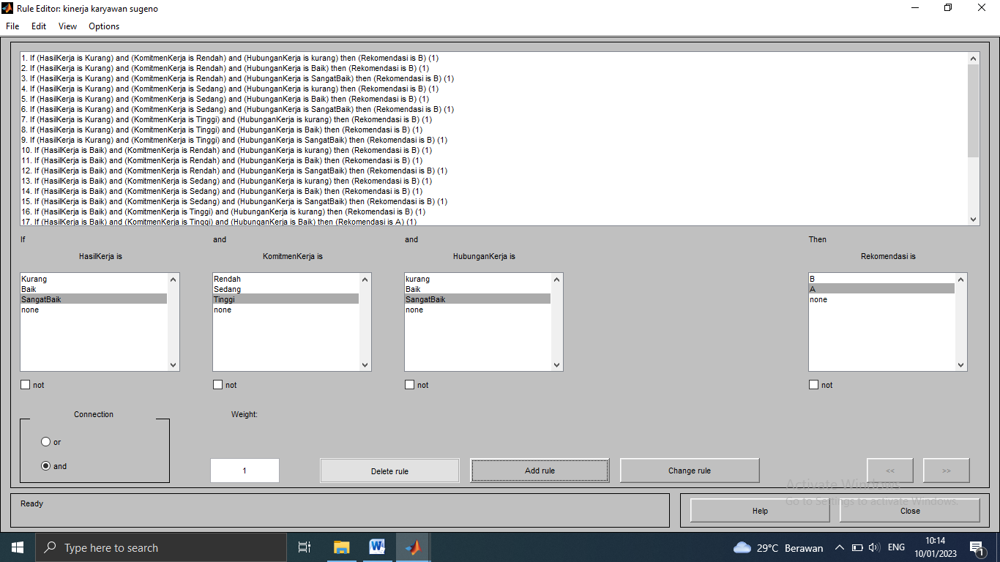 Rule Editor: kinerja karyawan sugeno
File Edit View Options
1. If (HasilKerja is Kurang) and (KomitmenKerja is Rendah) and (HubunganKerja is kurang) then (Rekomendasi is B) (1)
2. If (HasilKerja is Kurang) and (KomitmenKerja is Rendah) and (HubunganKerja is Baik) then (Rekomendasi is B) (1)
3. If (HasilKerja is Kurang) and (KomitmenKerja is Rendah) and (HubunganKerja is SangatBaik) then (Rekomendasi is B) (1)
4. If (HasilKerja is Kurang) and (KomitmenKerja is Sedang) and (HubunganKerja is kurang) then (Rekomendasi is B) (1)
5. If (HasilKerja is Kurang) and (KomitmenKerja is Sedang) and (HubunganKerja is Baik) then (Rekomendasi is B) (1)
6. If (HasilKerja is Kurang) and (KomitmenKerja is Sedang) and (HubunganKerja is SangatBaik) then (Rekomendasi is B) (1)
7. If (HasilKerja is Kurang) and (KomitmenKerja is Tinggi) and (HubunganKerja is kurang) then (Rekomendasi is B) (1)
8. If (HasilKerja is Kurang) and (KomitmenKerja is Tinggi) and (HubunganKerja is Baik) then (Rekomendasi is B) (1)
9. If (HasilKerja is Kurang) and (KomitmenKerja is Tinggi) and (HubunganKerja is SangatBaik) then (Rekomendasi is B) (1)
10. If (HasilKerja is Baik) and (KomitmenKerja is Rendah) and (HubunganKerja is kurang) then (Rekomendasi is B) (1)
11. If (HasilKerja is Baik) and (KomitmenKerja is Rendah) and (HubunganKerja is Baik) then (Rekomendasi is B) (1)
12. If (HasilKerja is Baik) and (KomitmenKerja is Rendah) and (HubunganKerja is SangatBaik) then (Rekomendasi is B) (1)
13. If (HasilKerja is Baik) and (KomitmenKerja is Sedang) and (HubunganKerja is kurang) then (Rekomendasi is B) (1)
14. If (HasilKerja is Baik) and (KomitmenKerja is Sedang) and (HubunganKerja is Baik) then (Rekomendasi is B) (1)
15. If (HasilKerja is Baik) and (KomitmenKerja is Sedang) and (HubunganKerja is SangatBaik) then (Rekomendasi is B) (1)
16. If (HasilKerja is Baik) and (KomitmenKerja is Tinggi) and (HubunganKerja is kurang) then (Rekomendasi is B) (1)
17. If (HasilKerja is Baik) and (KomitmenKerja is Tinggi) and (HubunganKerja is Baik) then (Rekomendasi is A) (1)
If
HasilKerja is
Kurang
Baik
SangatBaik
none
not
and
KomitmenKerja is
Rendah
Sedang
Tinggi
none
not
and
HubunganKerja is
kurang
Baik
SangatBaik
none
not
Then
Rekomendasi is
B
A
none
not
Connection
or
and
Weight:
1
Delete rule
Add rule
Change rule
<<
>>
Activate Windows
Go to Settings to activate Windows.
Ready
Help
Close
Type here to search
29°C Berawan
ENG
10:14
10/01/2023
1